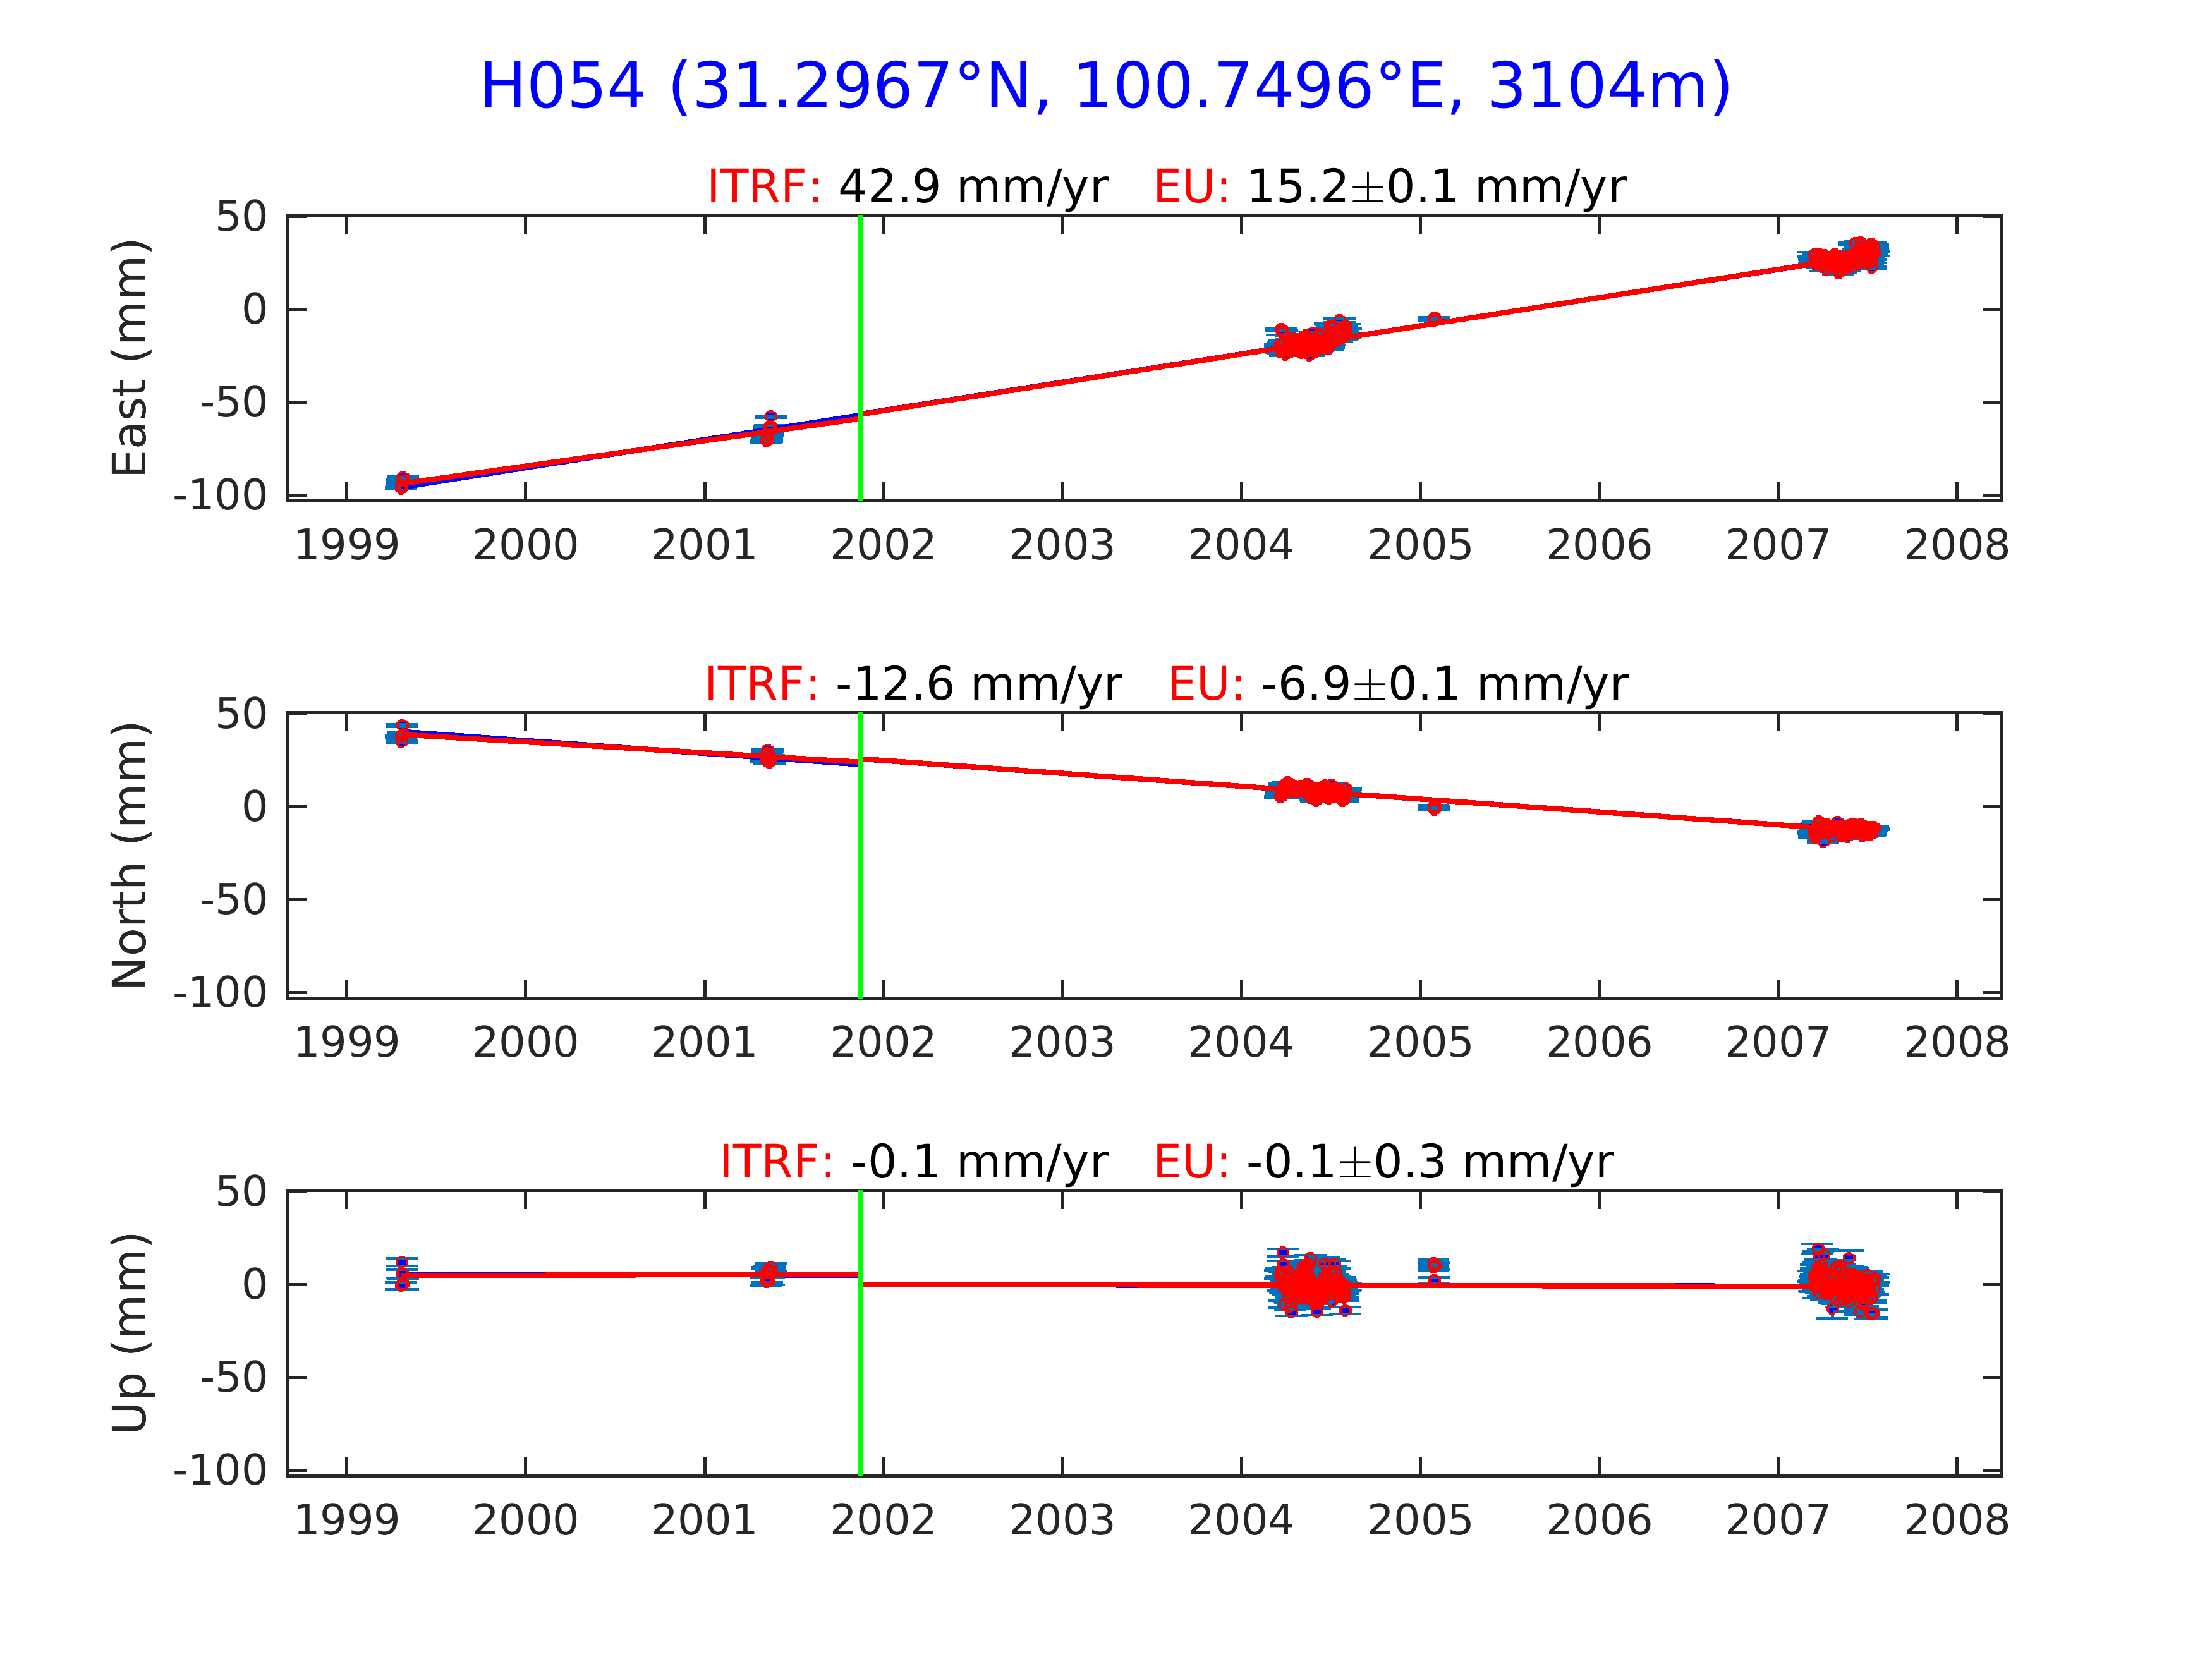 H054 (31.2967°N, 100.7496°E, 3104m)
ITRF: 42.9 mm/yr EU: 15.2±0.1 mm/yr
East (mm)
50
0
-50
-100
1999 2000 2001 2002 2003 2004 2005 2006 2007 2008
ITRF: -12.6 mm/yr EU: -6.9±0.1 mm/yr
North (mm)
50
0
-50
-100
1999 2000 2001 2002 2003 2004 2005 2006 2007 2008
ITRF: -0.1 mm/yr EU: -0.1±0.3 mm/yr
Up (mm)
50
0
-50
-100
1999 2000 2001 2002 2003 2004 2005 2006 2007 2008